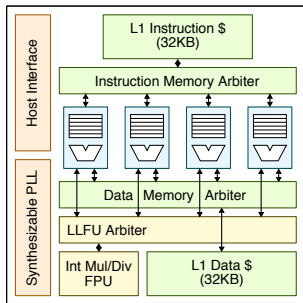 L1 Instruction $
(32KB)
Instruction Memory Arbiter
Host Interface
Synthesizable PLL
Data Memory Arbiter
LLFU Arbiter
Int Mul/Div
FPU
L1 Data $
(32KB)